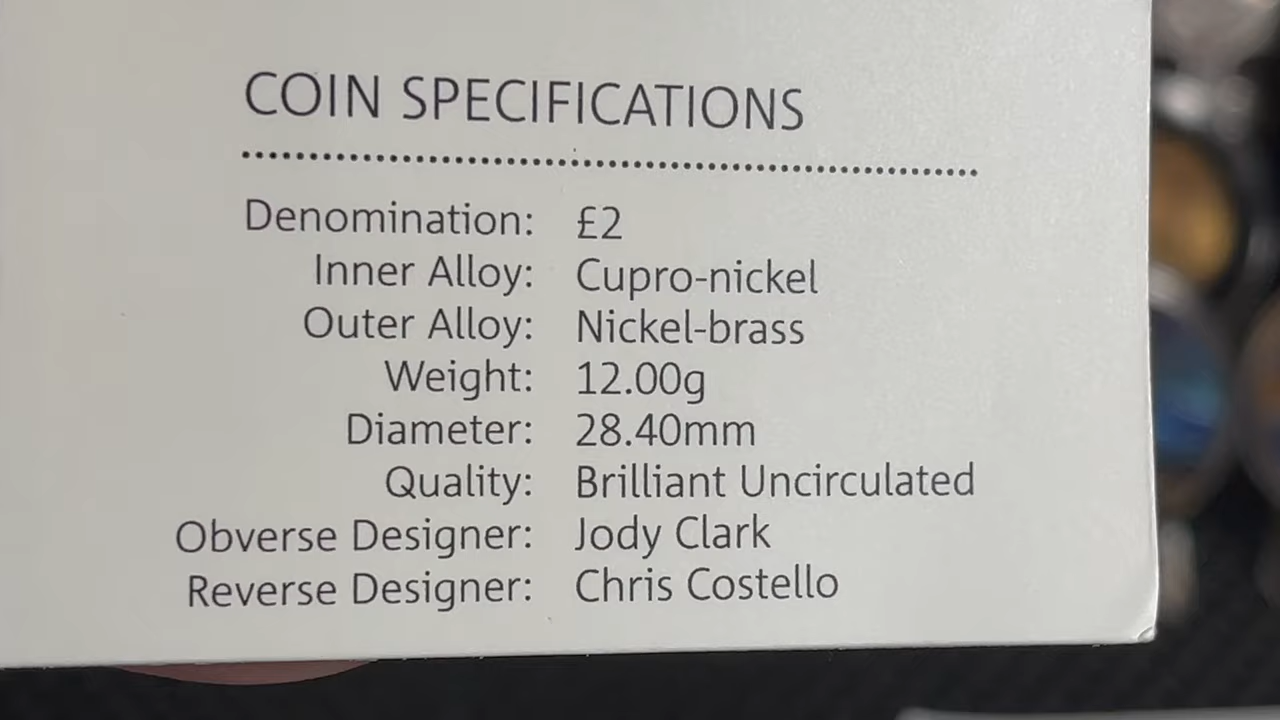 COIN SPECIFICATIONS
Denomination: £2
Inner Alloy: Cupro-nickel
Outer Alloy: Nickel-brass
Weight: 12.00g
Diameter: 28.40mm
Quality: Brilliant Uncirculated
Obverse Designer: Jody Clark
Reverse Designer: Chris Costello